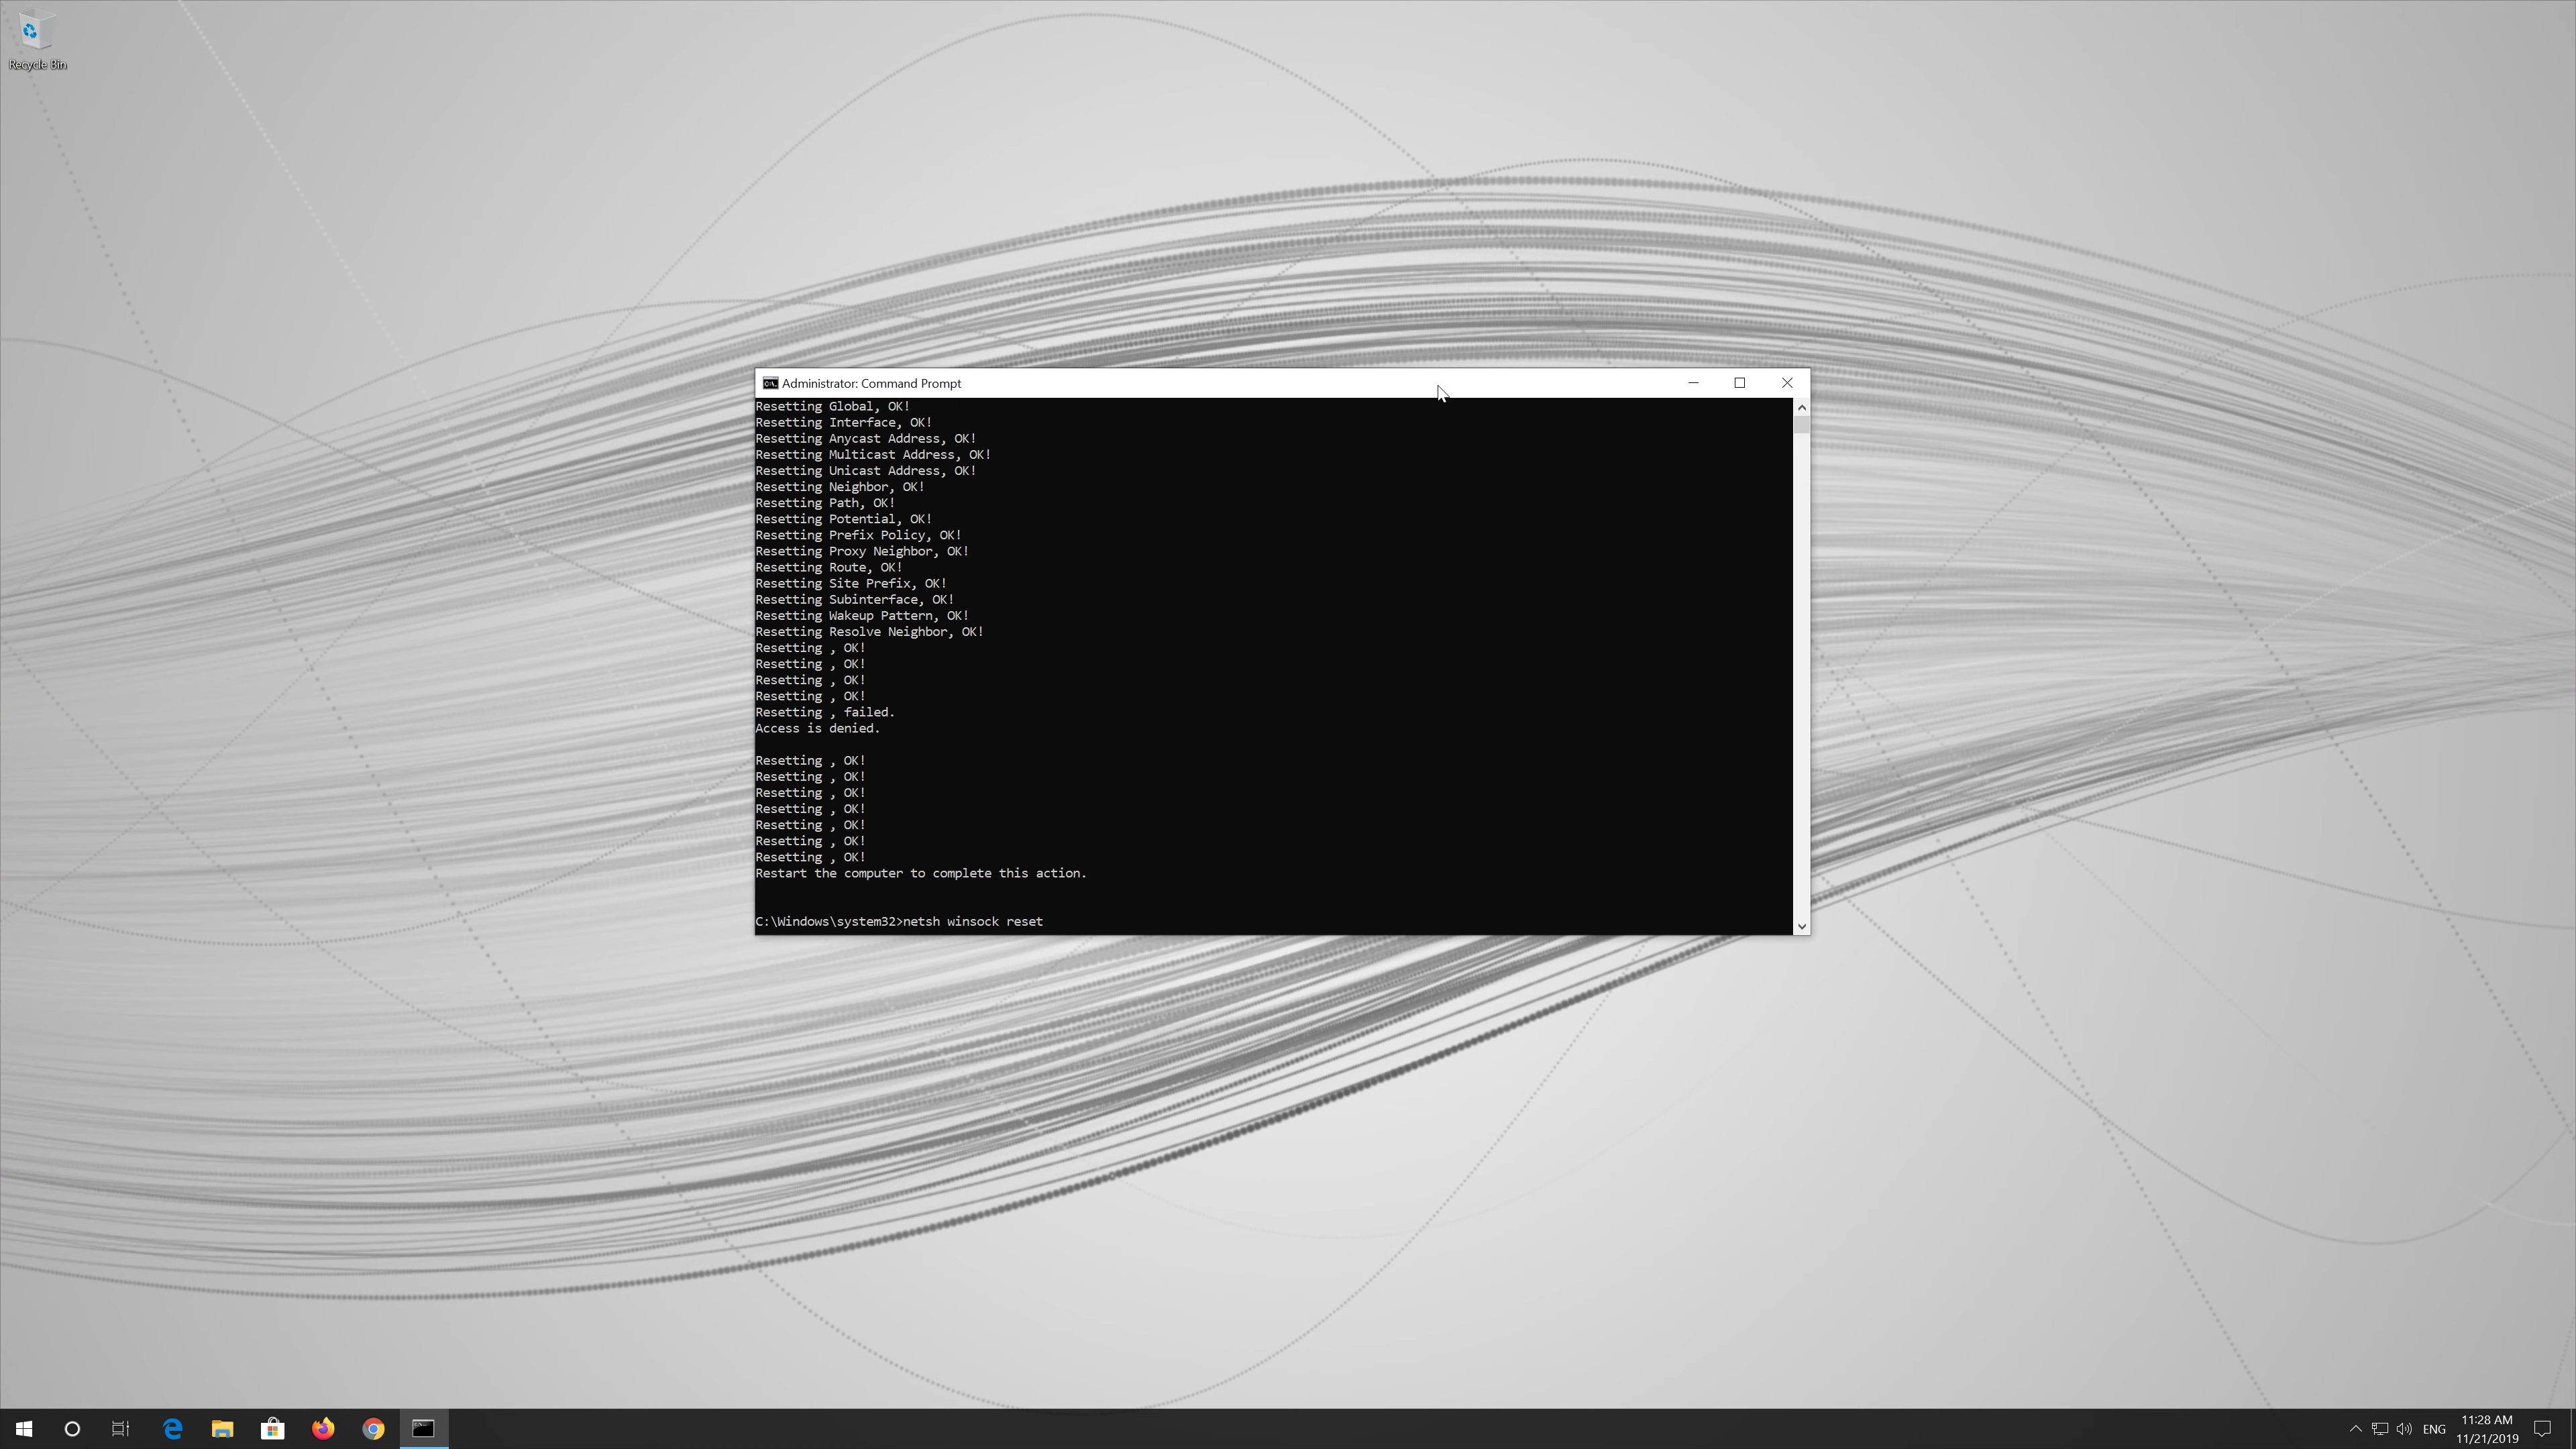 Recycle Bin
Administrator: Command Prompt
Resetting Global, OK!
Resetting Interface, OK!
Resetting Anycast Address, OK!
Resetting Multicast Address, OK!
Resetting Unicast Address, OK!
Resetting Neighbor, OK!
Resetting Path, OK!
Resetting Potential, OK!
Resetting Prefix Policy, OK!
Resetting Proxy Neighbor, OK!
Resetting Route, OK!
Resetting Site Prefix, OK!
Resetting Subinterface, OK!
Resetting Wakeup Pattern, OK!
Resetting Resolve Neighbor, OK!
Resetting , OK!
Resetting , OK!
Resetting , OK!
Resetting , OK!
Resetting , failed.
Access is denied.
Resetting , OK!
Resetting , OK!
Resetting , OK!
Resetting , OK!
Resetting , OK!
Resetting , OK!
Resetting , OK!
Restart the computer to complete this action.
C:\Windows\system32>netsh winsock reset
ENG
11:28 AM
11/21/2019